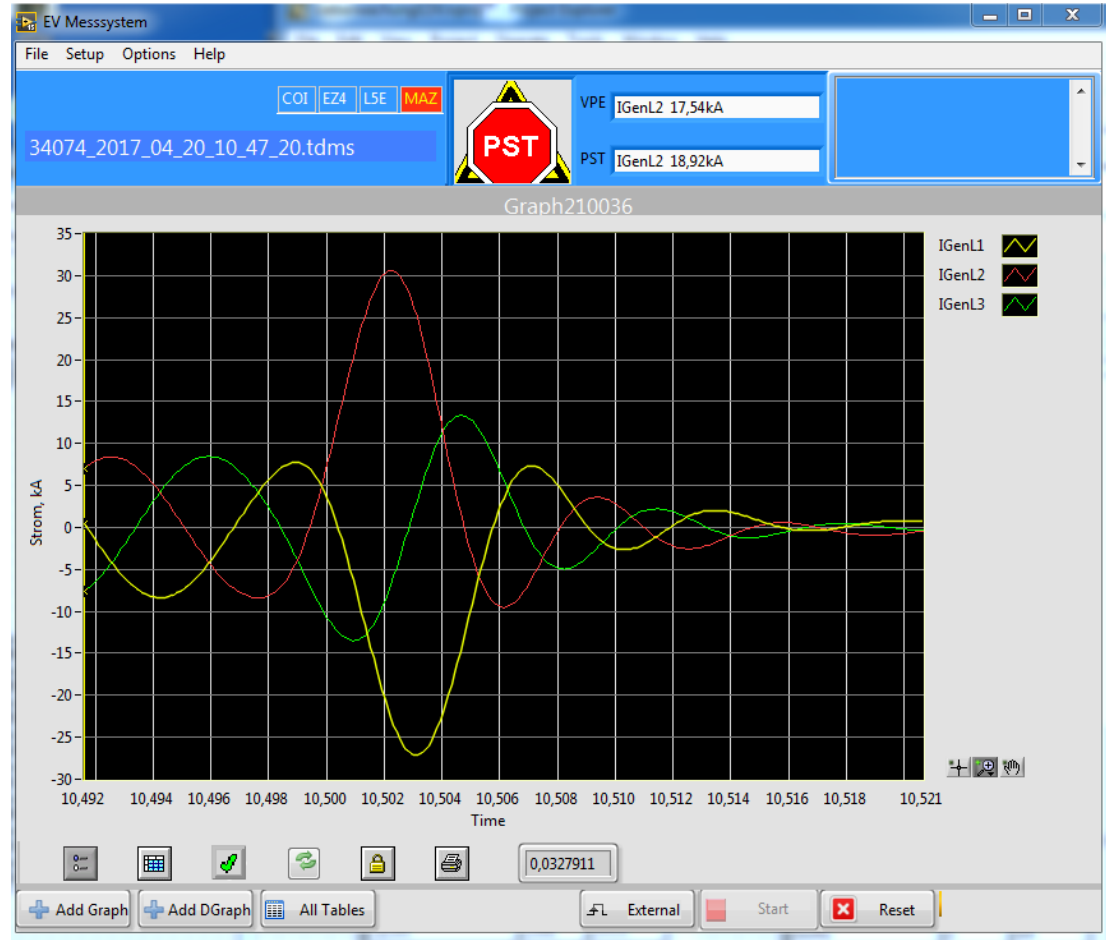 EV Messsystem
File Setup Options Help
COI EZ4 L5E MAZ
34074_2017_04_20_10_47_20.tdms
PST
VPE IGenL2 17,54kA
PST IGenL2 18,92kA
Graph210036
35
30
25
20
15
10
5
0
-5
-10
-15
-20
-25
-30
Strom, kA
10,492 10,494 10,496 10,498 10,500 10,502 10,504 10,506 10,508 10,510 10,512 10,514 10,516 10,518 10,521
Time
IGenL1
IGenL2
IGenL3
0,0327911
Add Graph Add DGraph All Tables External Start Reset